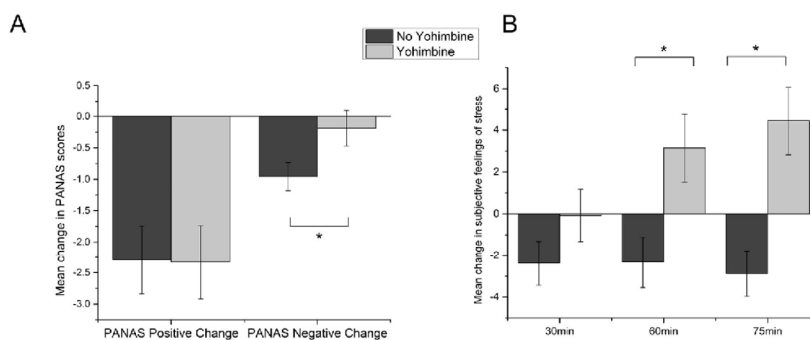 A
No Yohimbine
Yohimbine
B
Mean change in PANAS scores
0.5
0.0
-0.5
-1.0
-1.5
-2.0
-2.5
-3.0
*
PANAS Positive Change PANAS Negative Change
Mean change in subjective feelings of stress
6
4
2
0
-2
-4
*
*
30min 60min 75min